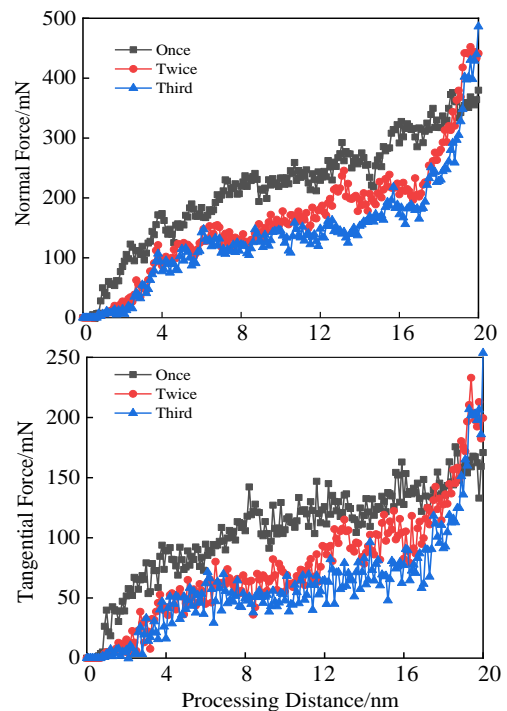 500
400
300
200
100
0
Normal Force/mN
Once
Twice
Third
0 4 8 12 16 20
250
200
150
100
50
0
Tangential Force/mN
Once
Twice
Third
0 4 8 12 16 20
Processing Distance/nm